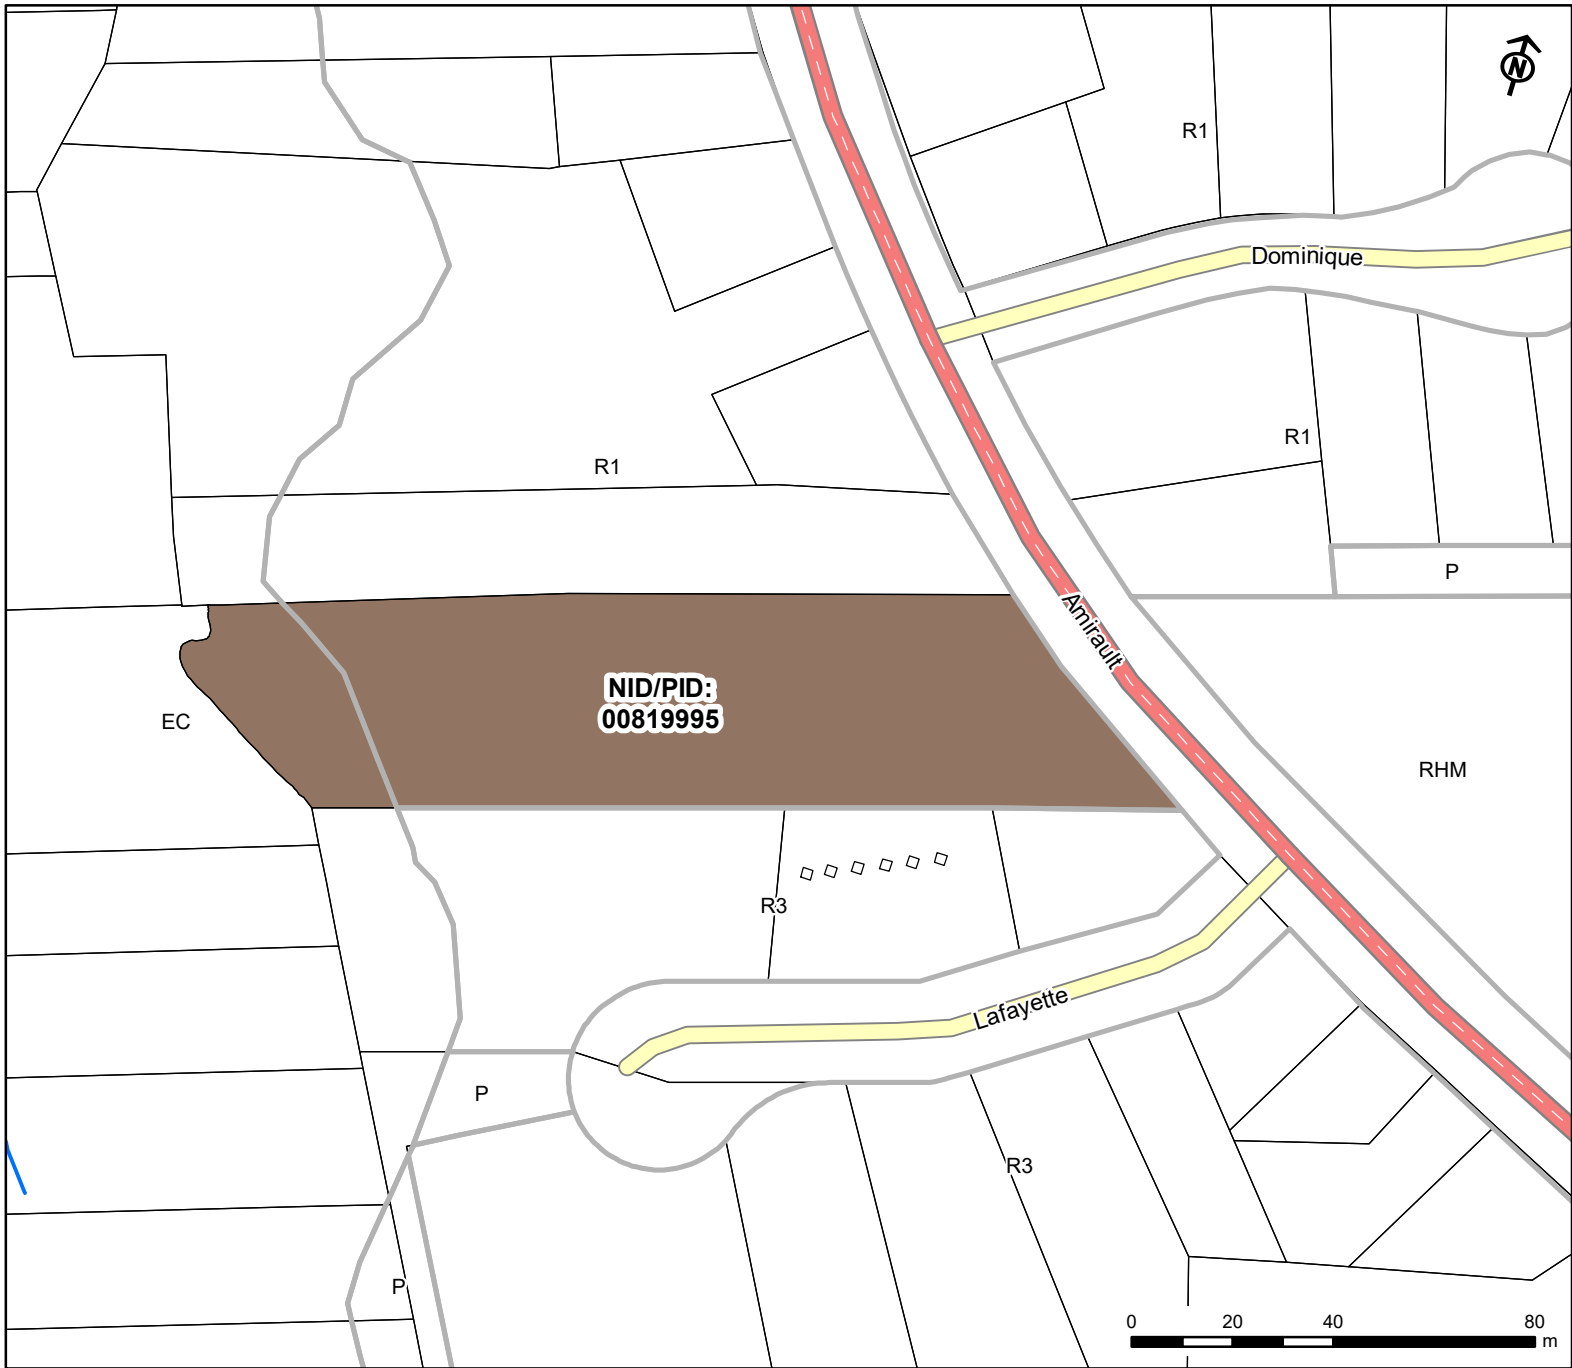 N
R1
Dominique
R1
R1
P
Amirault
NID/PID:
00819995
EC
RHM
R3
Lafayette
P
R3
P
0 20 40 80
m